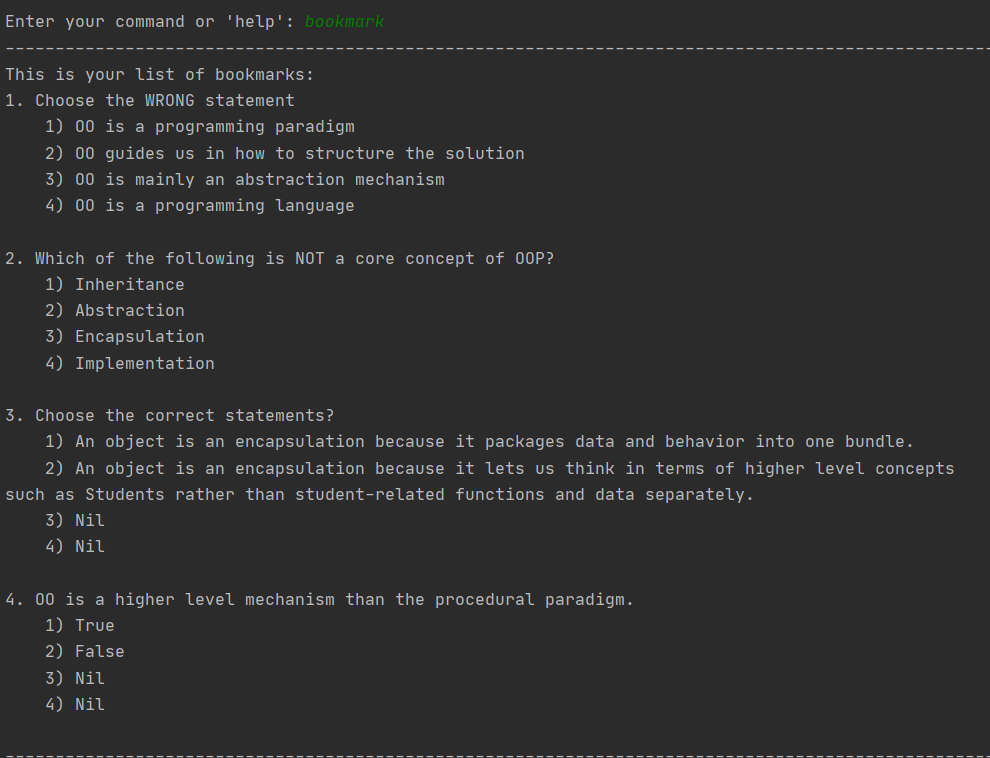 Enter your command or 'help': bookmark
----------------------------------------------------------------------------------------------------
This is your list of bookmarks:
1. Choose the WRONG statement
    1) OO is a programming paradigm
    2) OO guides us in how to structure the solution
    3) OO is mainly an abstraction mechanism
    4) OO is a programming language

2. Which of the following is NOT a core concept of OOP?
    1) Inheritance
    2) Abstraction
    3) Encapsulation
    4) Implementation

3. Choose the correct statements?
    1) An object is an encapsulation because it packages data and behavior into one bundle.
    2) An object is an encapsulation because it lets us think in terms of higher level concepts
such as Students rather than student-related functions and data separately.
    3) Nil
    4) Nil

4. OO is a higher level mechanism than the procedural paradigm.
    1) True
    2) False
    3) Nil
    4) Nil

----------------------------------------------------------------------------------------------------